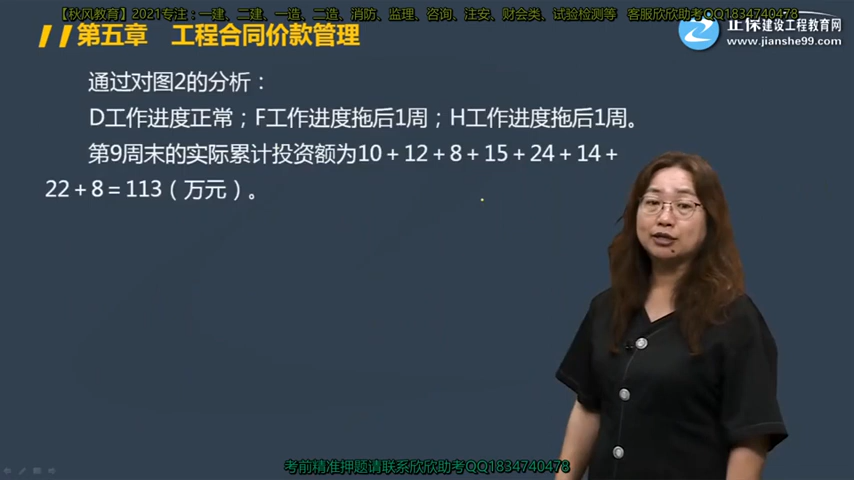 【秋风教育】2021专注：一建、二建、一造、二造、消防、监理、咨询、注安、财会类、试验检测等 客服欣欣助考QQ1834740478
第五章 工程合同价款管理
正保建设工程教育网
www.jianshe99.com
通过对图2的分析：
D工作进度正常；F工作进度拖后1周；H工作进度拖后1周。
第9周末的实际累计投资额为10＋12＋8＋15＋24＋14＋
22＋8＝113（万元）。
考前精准押题请联系欣欣助考QQ1834740478